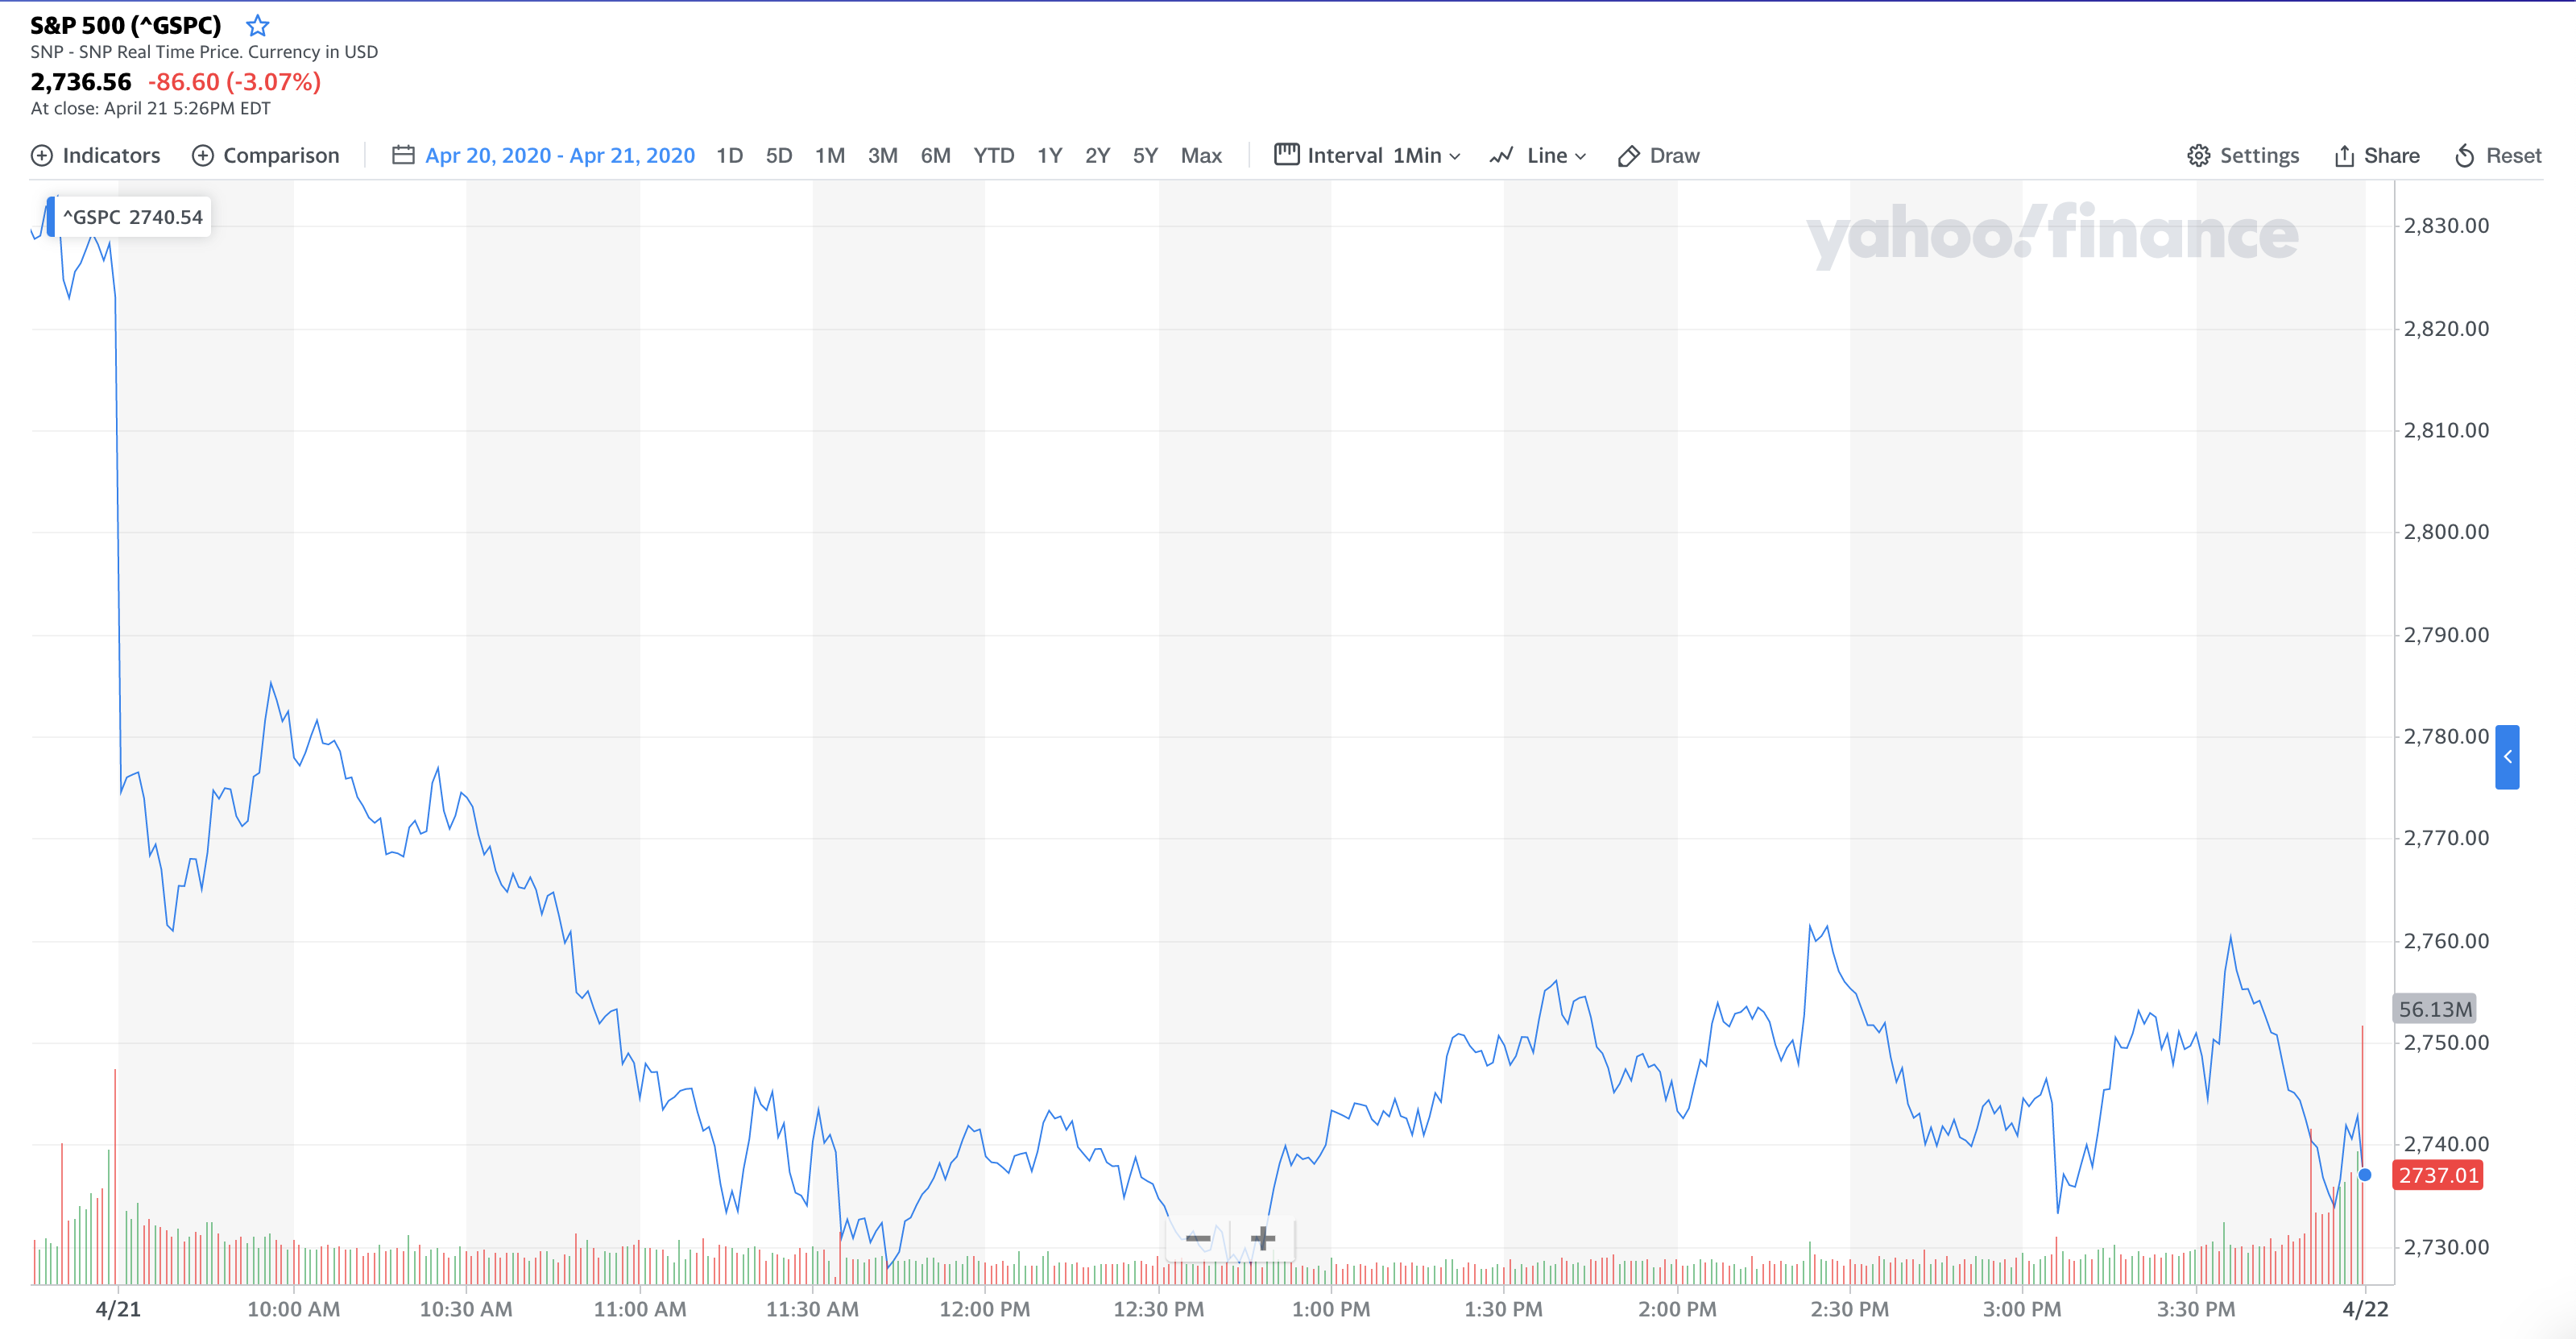 S&P 500 (^GSPC)
SNP - SNP Real Time Price. Currency in USD
2,736.56 -86.60 (-3.07%)
At close: April 21 5:26PM EDT
Indicators Comparison Apr 20, 2020 - Apr 21, 2020 1D 5D 1M 3M 6M YTD 1Y 2Y 5Y Max Interval 1Min Line Draw Settings Share Reset
^GSPC 2740.54
yahoo!finance
2,830.00
2,820.00
2,810.00
2,800.00
2,790.00
2,780.00
2,770.00
2,760.00
56.13M
2,750.00
2,740.00
2737.01
2,730.00
4/21 10:00 AM 10:30 AM 11:00 AM 11:30 AM 12:00 PM 12:30 PM 1:00 PM 1:30 PM 2:00 PM 2:30 PM 3:00 PM 3:30 PM 4/22